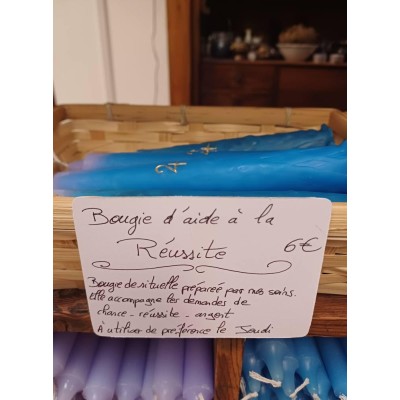 Bougie d'aide à la
Réussite 6€
Bougie de rituelle préparée par nos soins.
Elle accompagne les demandes de
chance - réussite - argent
A utiliser de préférence le Jeudi